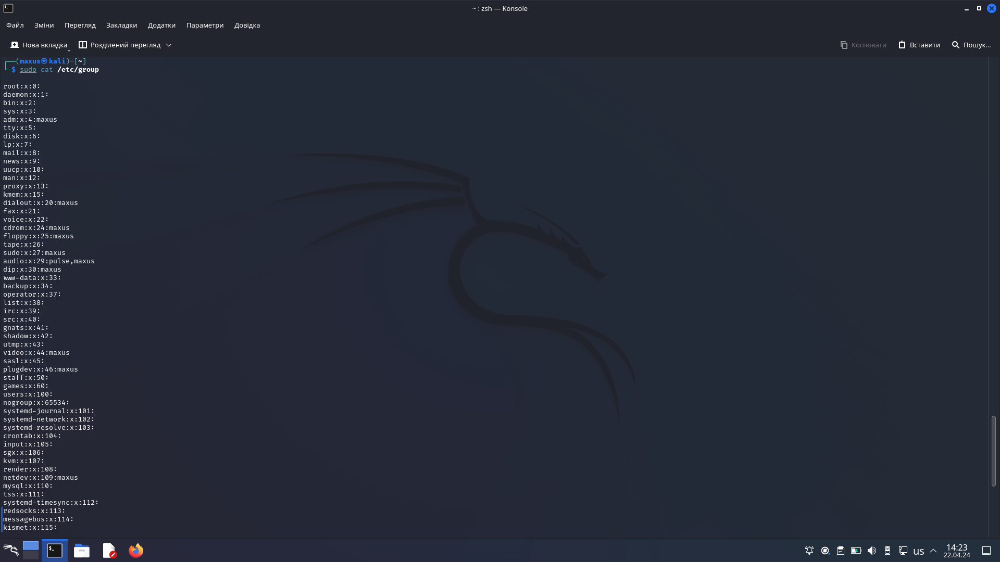 ~ : zsh — Konsole
Файл Зміни Перегляд Закладки Додатки Параметри Довідка
Нова вкладка Розділений перегляд Копіювати Вставити Пошук...
┌──(maxus㉿kali)-[~]
└─$ sudo cat /etc/group
root:x:0:
daemon:x:1:
bin:x:2:
sys:x:3:
adm:x:4:maxus
tty:x:5:
disk:x:6:
lp:x:7:
mail:x:8:
news:x:9:
uucp:x:10:
man:x:12:
proxy:x:13:
kmem:x:15:
dialout:x:20:maxus
fax:x:21:
voice:x:22:
cdrom:x:24:maxus
floppy:x:25:maxus
tape:x:26:
sudo:x:27:maxus
audio:x:29:pulse,maxus
dip:x:30:maxus
www-data:x:33:
backup:x:34:
operator:x:37:
list:x:38:
irc:x:39:
src:x:40:
gnats:x:41:
shadow:x:42:
utmp:x:43:
video:x:44:maxus
sasl:x:45:
plugdev:x:46:maxus
staff:x:50:
games:x:60:
users:x:100:
nogroup:x:65534:
systemd-journal:x:101:
systemd-network:x:102:
systemd-resolve:x:103:
crontab:x:104:
input:x:105:
sgx:x:106:
kvm:x:107:
render:x:108:
netdev:x:109:maxus
mysql:x:110:
tss:x:111:
systemd-timesync:x:112:
redsocks:x:113:
messagebus:x:114:
kismet:x:115:
us 14:23
22.04.24